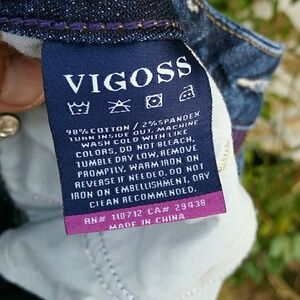 VIGOSS
98% COTTON / 2% SPANDEX
TURN INSIDE OUT, MACHINE
WASH COLD WITH LIKE
COLORS, DO NOT BLEACH,
TUMBLE DRY LOW, REMOVE
PROMPTLY, WARM IRON ON
REVERSE IF NEEDED. DO NOT
IRON ON EMBELLISHMENT, DRY
CLEAN RECOMMENDED.
RN# 110712 CA# 29438
MADE IN CHINA